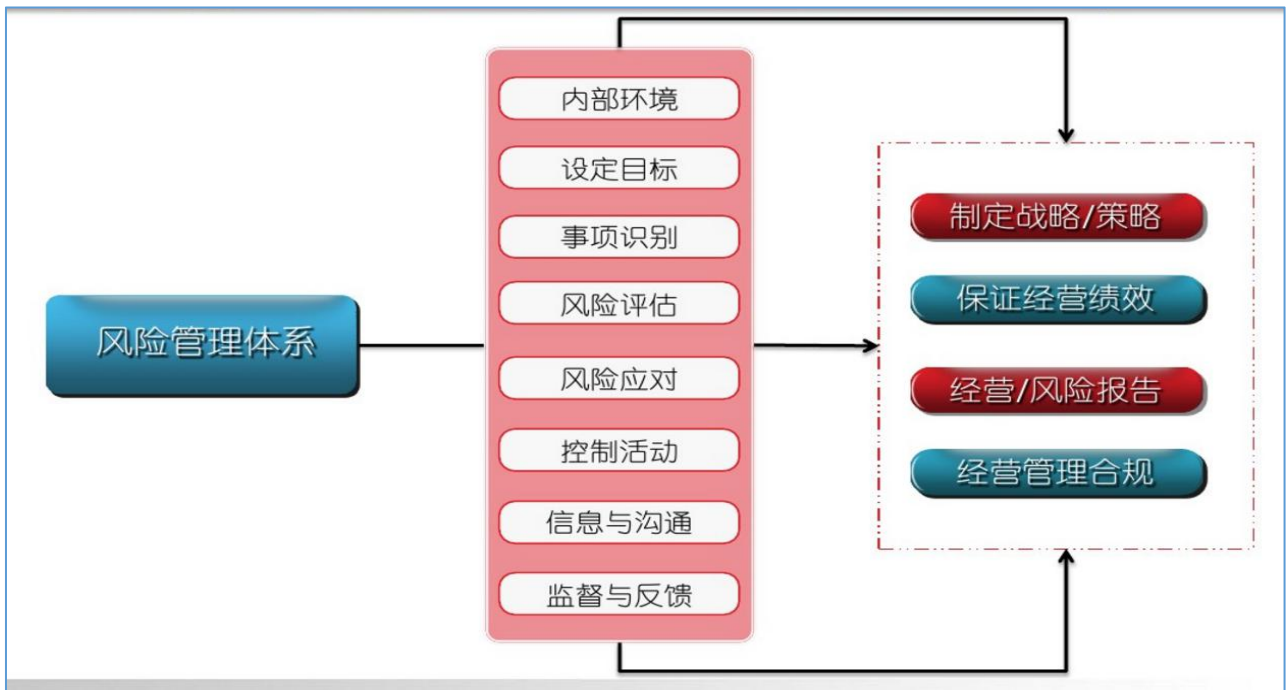 风险管理体系
内部环境
设定目标
事项识别
风险评估
风险应对
控制活动
信息与沟通
监督与反馈
制定战略/策略
保证经营绩效
经营/风险报告
经营管理合规